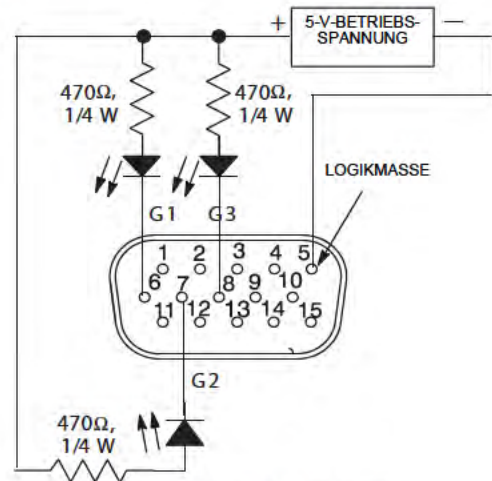 +
5-V-BETRIEBS-
SPANNUNG
—
470Ω,
1/4 W
470Ω,
1/4 W
LOGIKMASSE
G1
G3
1
2
3
4
5
6
7
8
9
10
11
12
13
14
15
G2
470Ω,
1/4 W